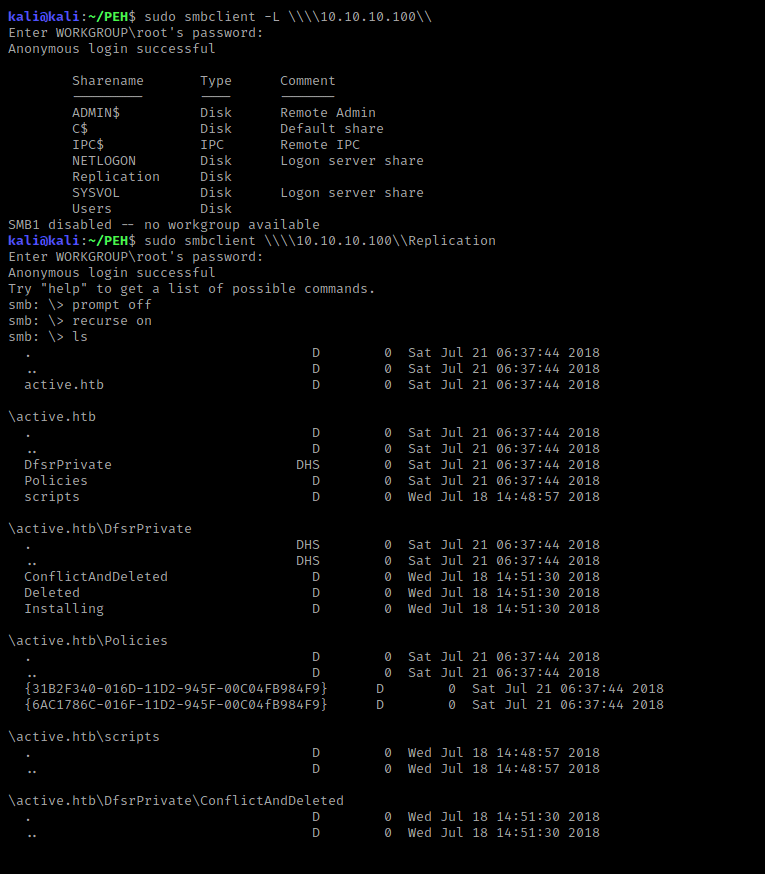 kali@kali:~/PEH$ sudo smbclient -L \\\\10.10.10.100\\
Enter WORKGROUP\root's password:
Anonymous login successful
Sharename Type Comment
--------- ---- -------
ADMIN$ Disk Remote Admin
C$ Disk Default share
IPC$ IPC Remote IPC
NETLOGON Disk Logon server share
Replication Disk
SYSVOL Disk Logon server share
Users Disk
SMB1 disabled -- no workgroup available
kali@kali:~/PEH$ sudo smbclient \\\\10.10.10.100\\Replication
Enter WORKGROUP\root's password:
Anonymous login successful
Try "help" to get a list of possible commands.
smb: \> prompt off
smb: \> recurse on
smb: \> ls
. D 0 Sat Jul 21 06:37:44 2018
.. D 0 Sat Jul 21 06:37:44 2018
active.htb D 0 Sat Jul 21 06:37:44 2018
\active.htb
. D 0 Sat Jul 21 06:37:44 2018
.. D 0 Sat Jul 21 06:37:44 2018
DfsrPrivate DHS 0 Sat Jul 21 06:37:44 2018
Policies D 0 Sat Jul 21 06:37:44 2018
scripts D 0 Wed Jul 18 14:48:57 2018
\active.htb\DfsrPrivate
. DHS 0 Sat Jul 21 06:37:44 2018
.. DHS 0 Sat Jul 21 06:37:44 2018
ConflictAndDeleted D 0 Wed Jul 18 14:51:30 2018
Deleted D 0 Wed Jul 18 14:51:30 2018
Installing D 0 Wed Jul 18 14:51:30 2018
\active.htb\Policies
. D 0 Sat Jul 21 06:37:44 2018
.. D 0 Sat Jul 21 06:37:44 2018
{31B2F340-016D-11D2-945F-00C04FB984F9} D 0 Sat Jul 21 06:37:44 2018
{6AC1786C-016F-11D2-945F-00C04fB984F9} D 0 Sat Jul 21 06:37:44 2018
\active.htb\scripts
. D 0 Wed Jul 18 14:48:57 2018
.. D 0 Wed Jul 18 14:48:57 2018
\active.htb\DfsrPrivate\ConflictAndDeleted
. D 0 Wed Jul 18 14:51:30 2018
.. D 0 Wed Jul 18 14:51:30 2018